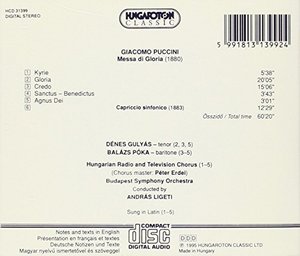 HCD 31399
DIGITAL STEREO
HUNGAROTON
CLASSIC
5 991813 139924
GIACOMO PUCCINI
Messa di Gloria (1880)
1 Kyrie 5'38"
2 Gloria 20'05"
3 Credo 15'06"
4 Sanctus – Benedictus 3'43"
5 Agnus Dei 3'01"
6 Capriccio sinfonico (1883) 12'29"
Összidő / Total time 60'20"
DÉNES GULYÁS – tenor (2, 3, 5)
BALÁZS PÓKA – baritone (3–5)
Hungarian Radio and Television Chorus (1–5)
(Chorus master: Péter Erdei)
Budapest Symphony Orchestra
Conducted by
ANDRÁS LIGETI
Sung in Latin (1–5)
Notes and texts in English
Présentation en français et textes
Deutsche Notizen und Texte
Magyar nyelvű ismertetővel és szöveggel
COMPACT
disc
DIGITAL AUDIO
DDD
℗ © 1995 HUNGAROTON CLASSIC LTD
Made in Hungary